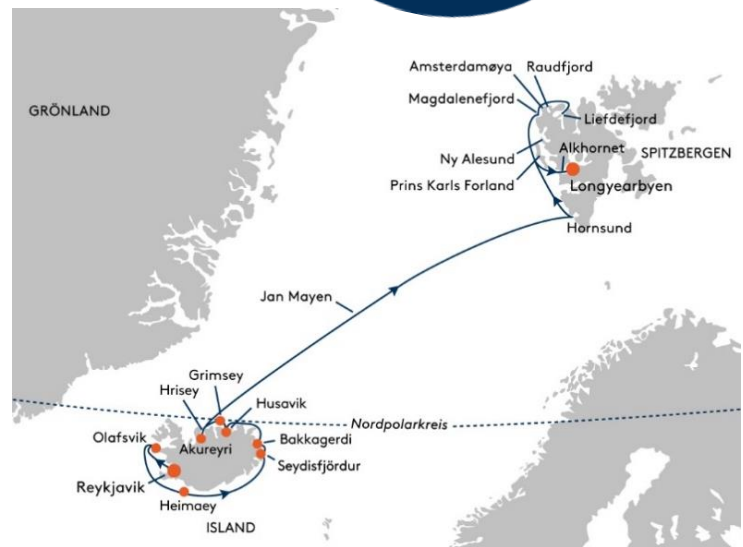 Amsterdamøya
Raudfjord
Magdalenefjord
Liefdefjord
GRÖNLAND
Ny Alesund
Alkhornet
SPITZBERGEN
Prins Karls Forland
Longyearbyen
Hornsund
Jan Mayen
Grimsey
Hrisey
Husavik
Nordpolarkreis
Olafsvik
Akureyri
Bakkagerdi
Seydisfjördur
Reykjavik
Heimaey
ISLAND